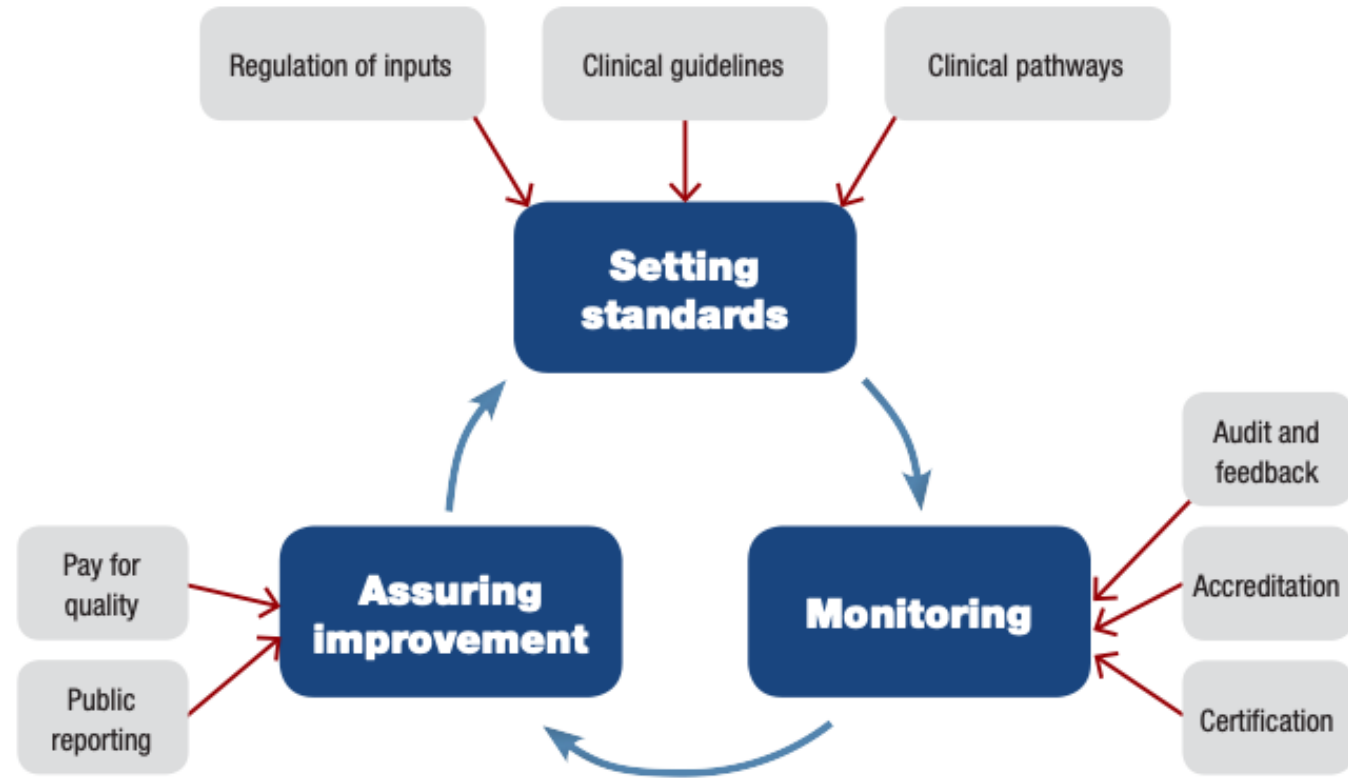 Regulation of inputs
Clinical guidelines
Clinical pathways
Setting
standards
Audit and
feedback
Pay for
quality
Assuring
improvement
Monitoring
Accreditation
Public
reporting
Certification